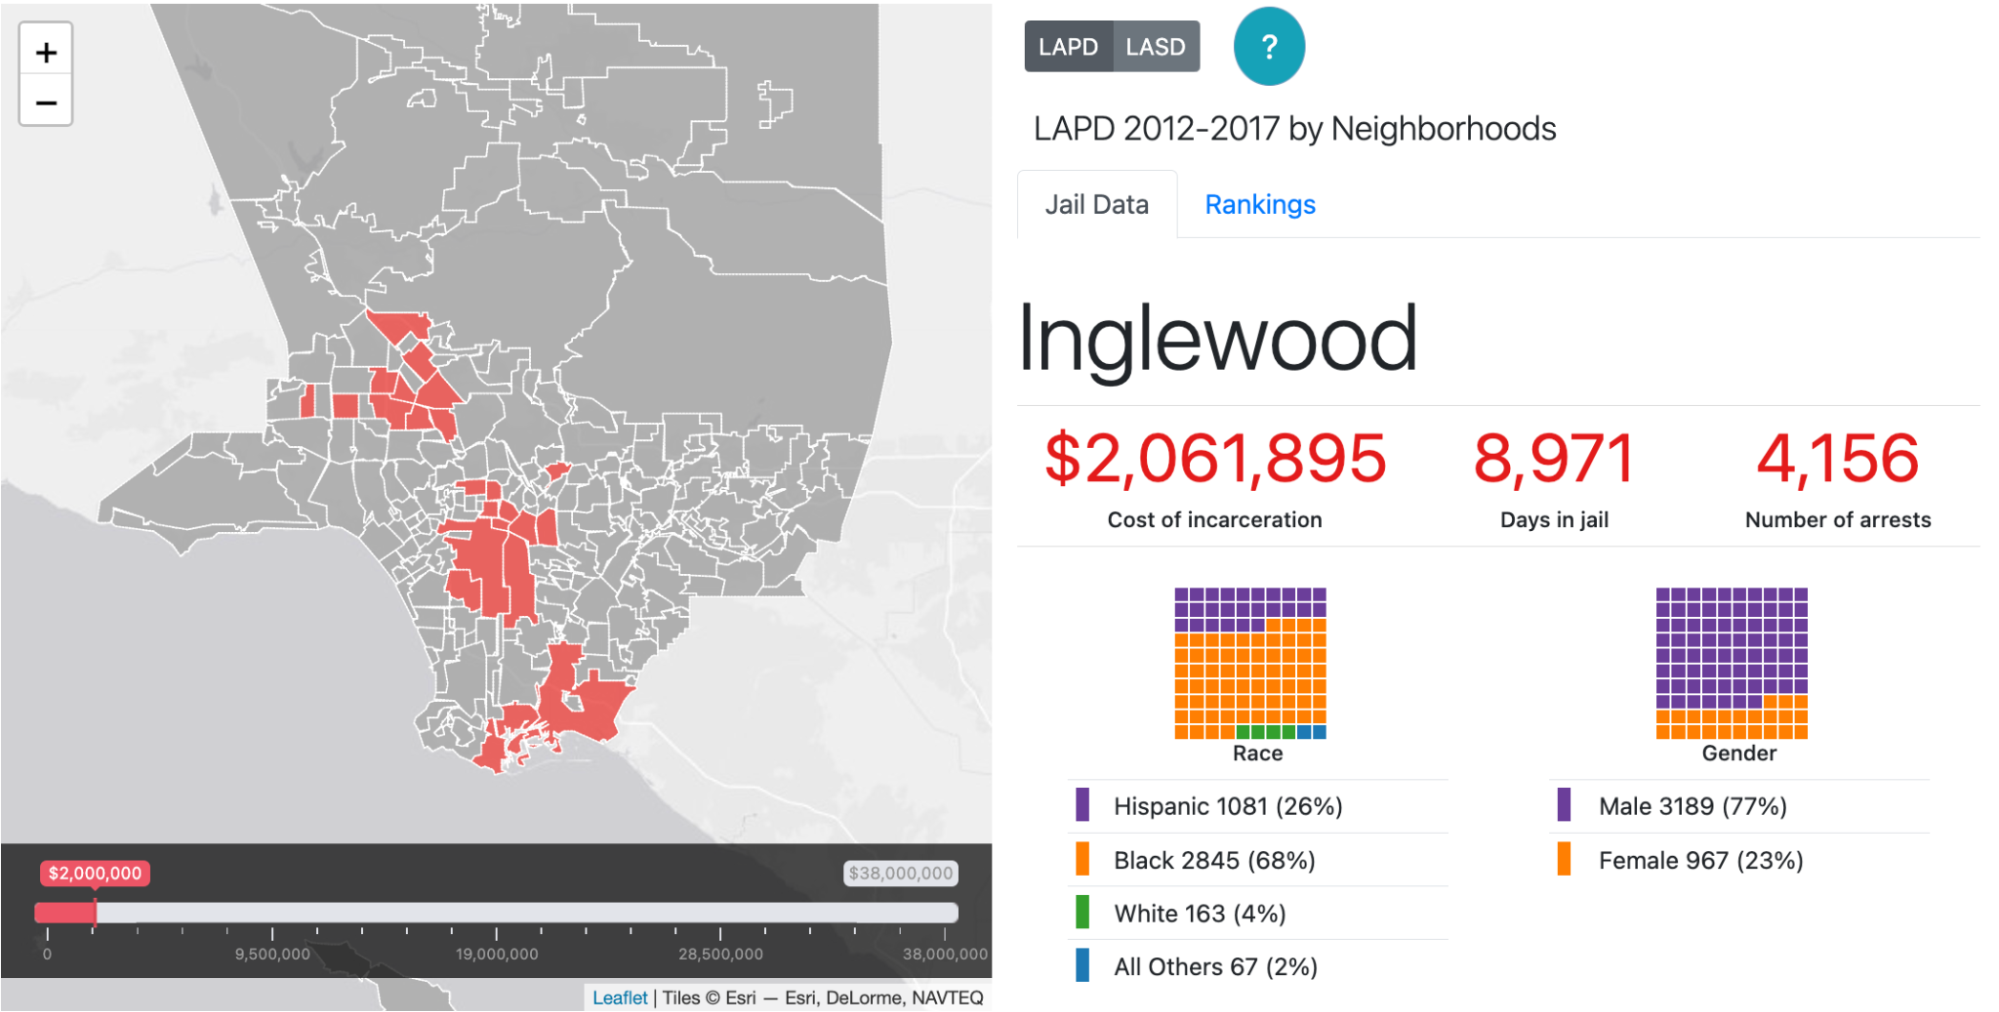 +
−
$2,000,000
$38,000,000
0 9,500,000 19,000,000 28,500,000 38,000,000
Leaflet | Tiles © Esri — Esri, DeLorme, NAVTEQ
LAPD LASD ?
LAPD 2012-2017 by Neighborhoods
Jail Data Rankings
Inglewood
$2,061,895 8,971 4,156
Cost of incarceration Days in jail Number of arrests
Race
Hispanic 1081 (26%)
Black 2845 (68%)
White 163 (4%)
All Others 67 (2%)
Gender
Male 3189 (77%)
Female 967 (23%)